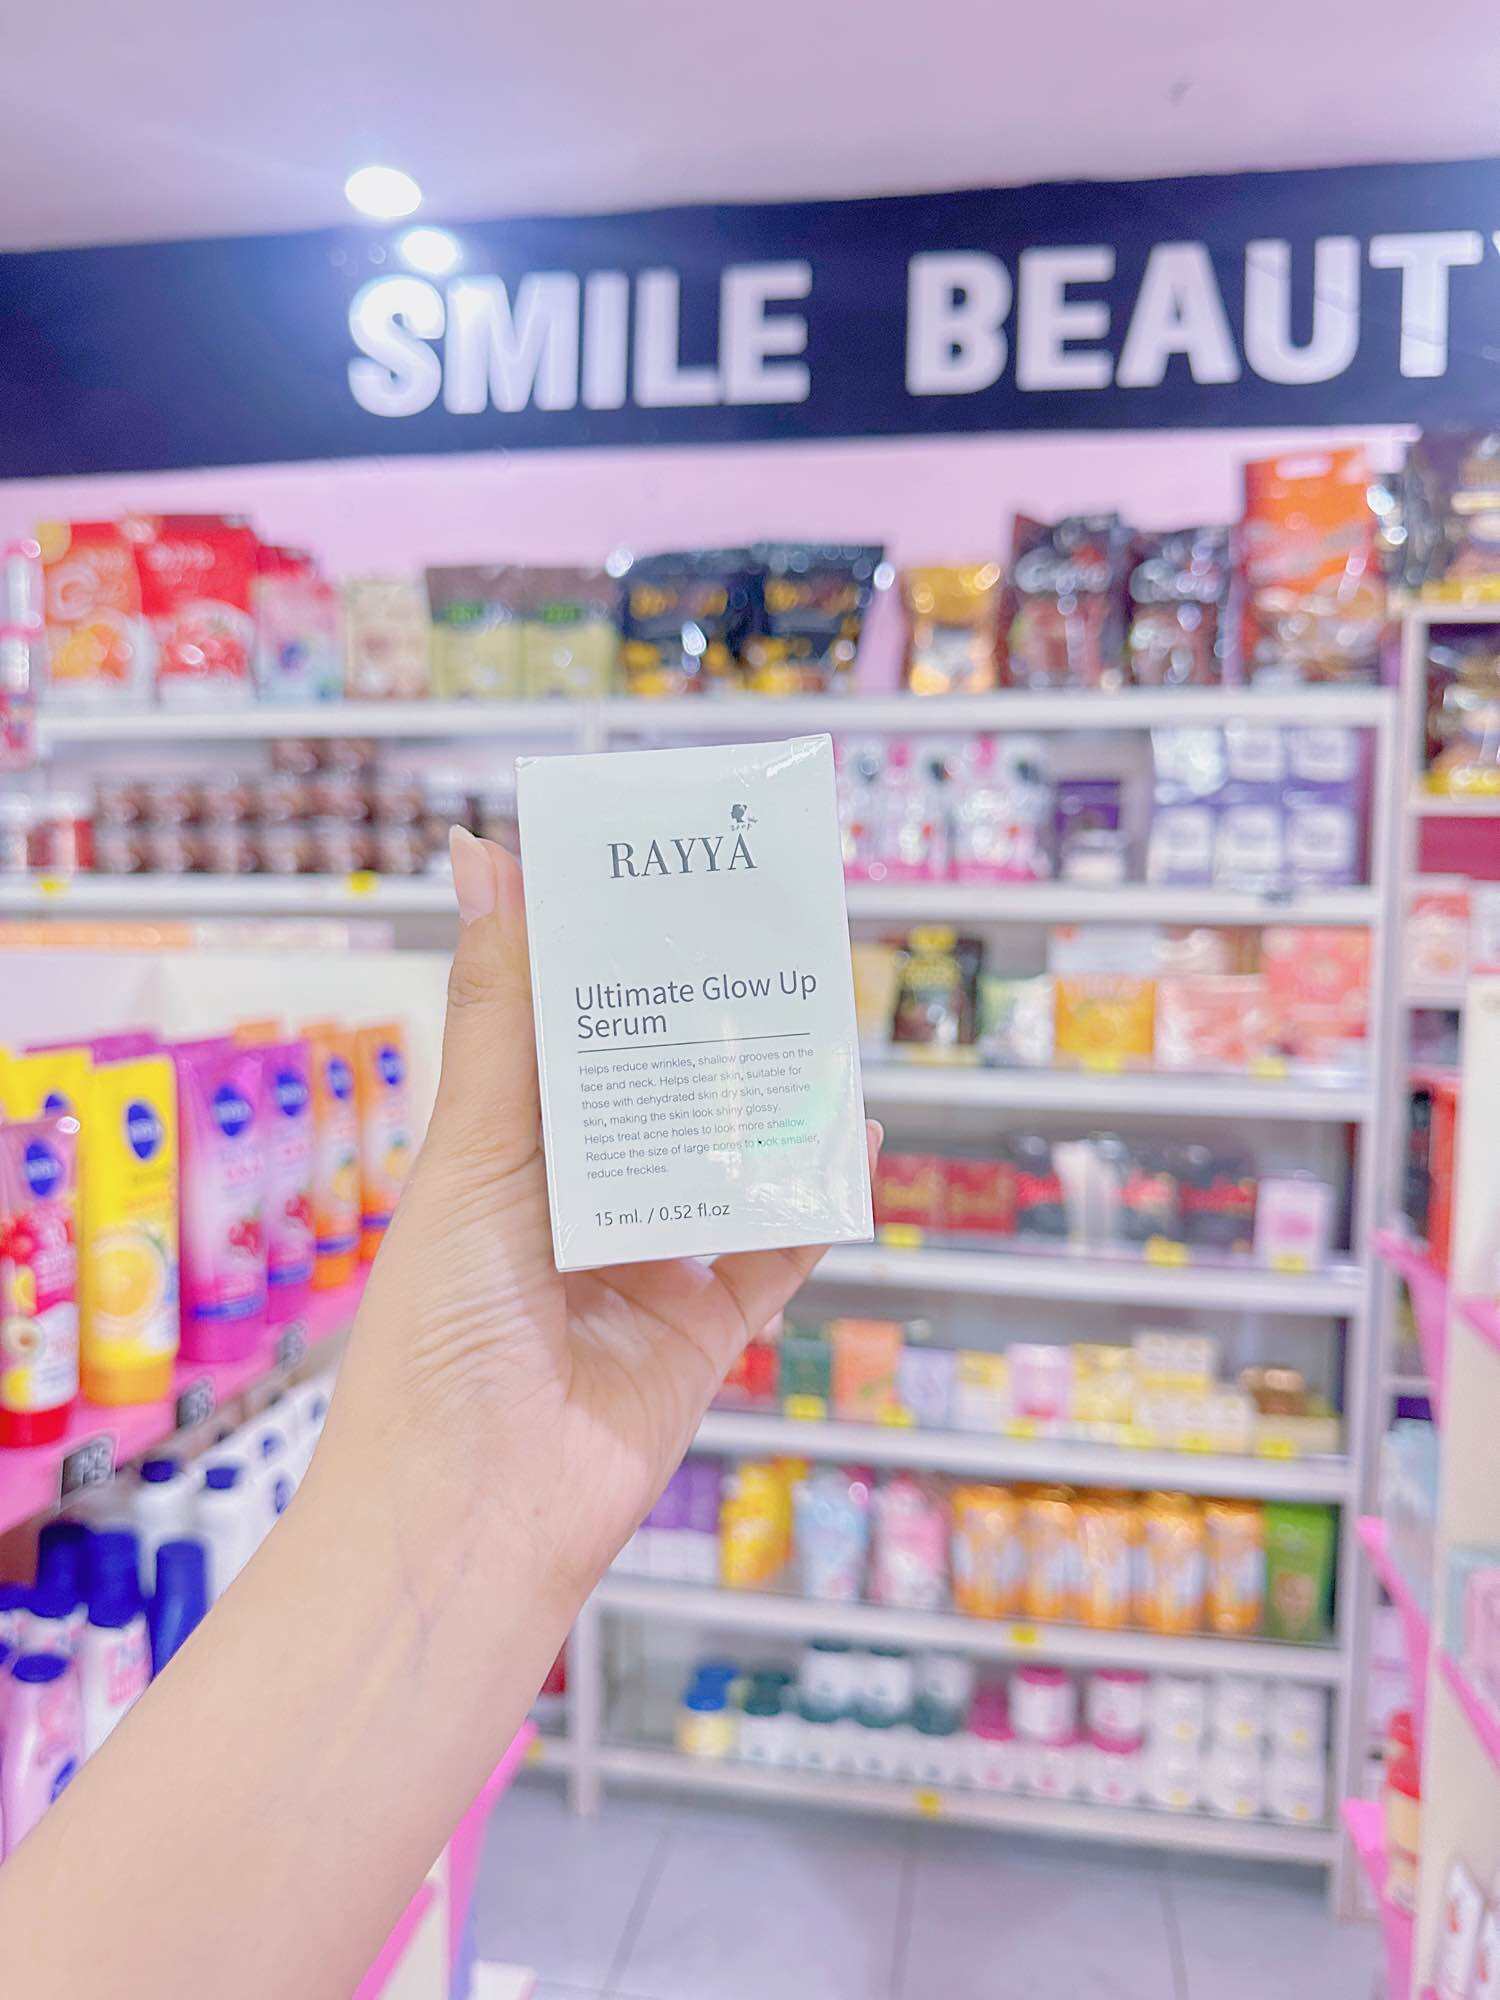 SMILE BEAUTY
RAYYA
Ultimate Glow Up
Serum
Helps reduce wrinkles, shallow grooves on the
face and neck. Helps clear skin, suitable for
those with dehydrated skin dry skin, sensitive
skin, making the skin look shiny glossy.
Helps treat acne holes to look more shallow.
Reduce the size of large pores to look smaller,
reduce freckles.
15 ml. / 0.52 fl.oz